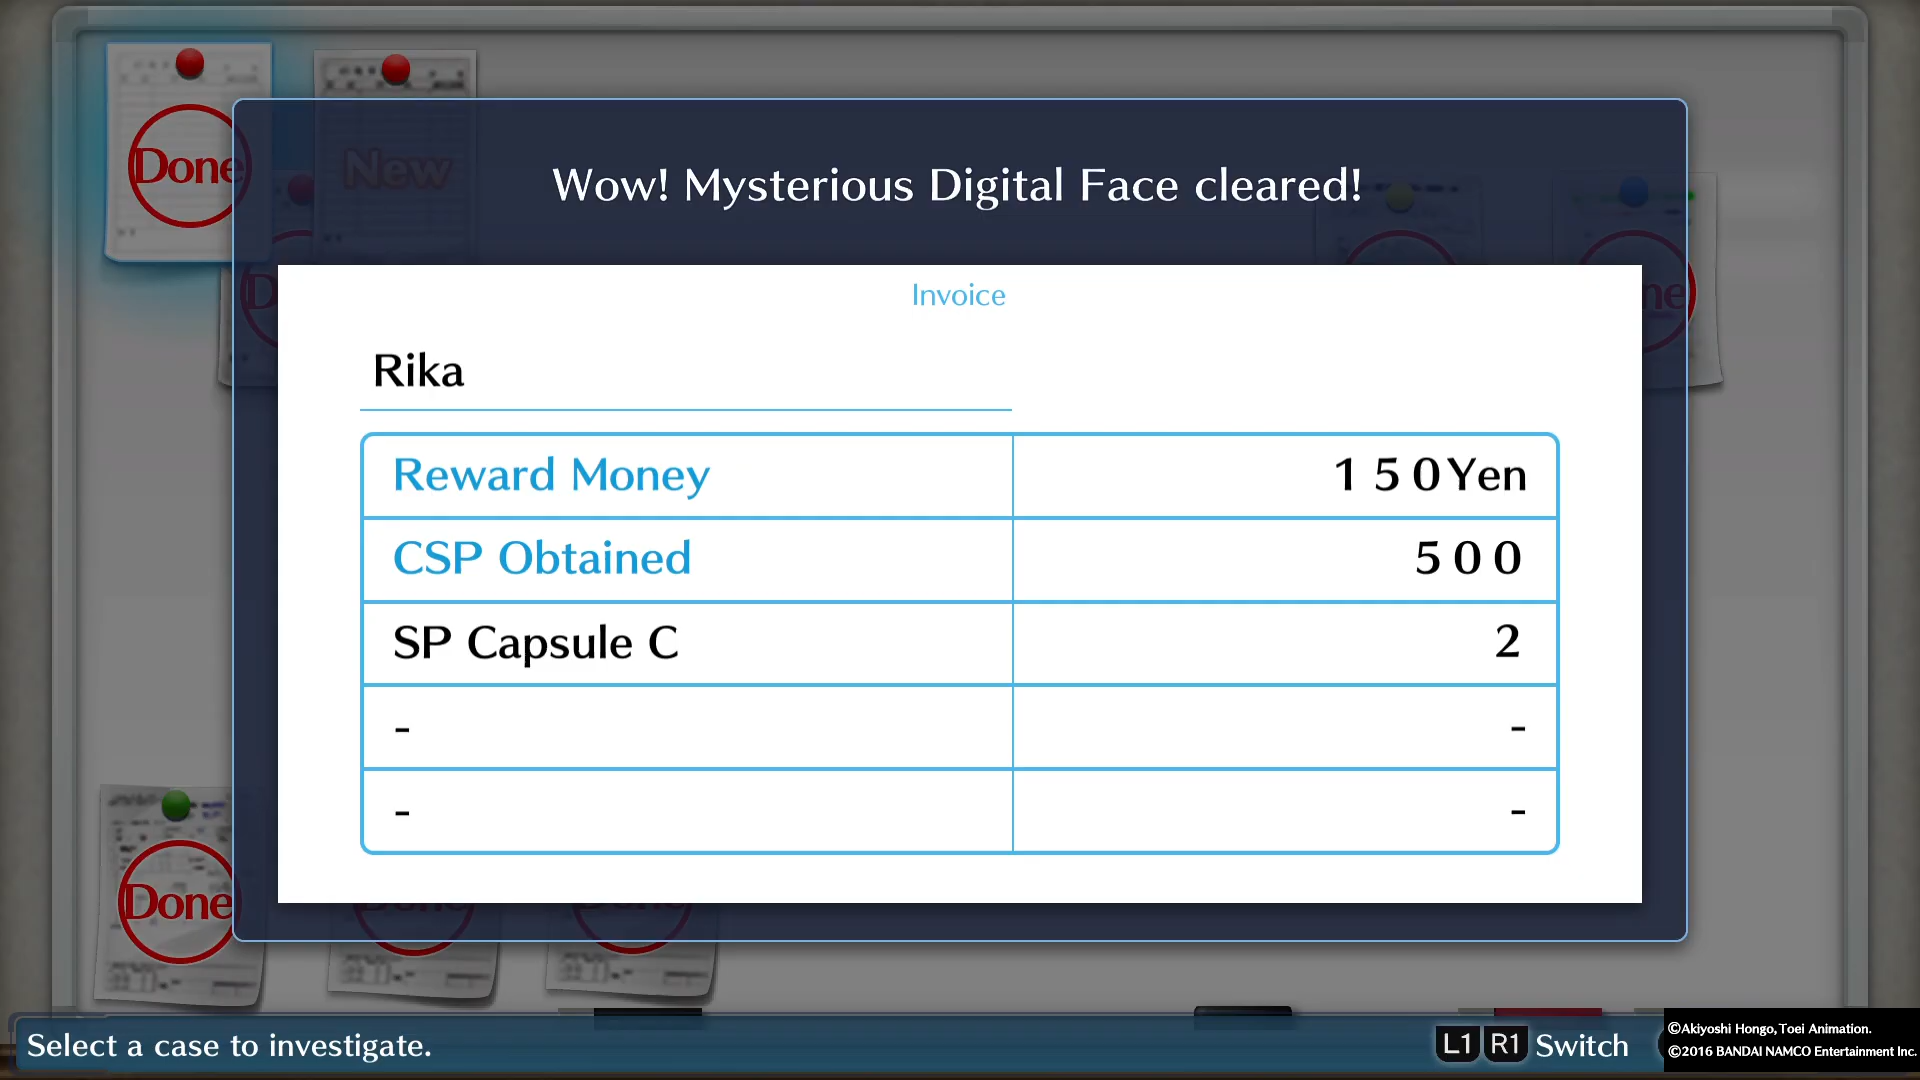 Done
New
Wow! Mysterious Digital Face cleared!
Invoice
Rika
Reward Money 150Yen
CSP Obtained 500
SP Capsule C 2
- -
- -
Done
Select a case to investigate.
L1 R1 Switch
©Akiyoshi Hongo, Toei Animation.
©2016 BANDAI NAMCO Entertainment Inc.